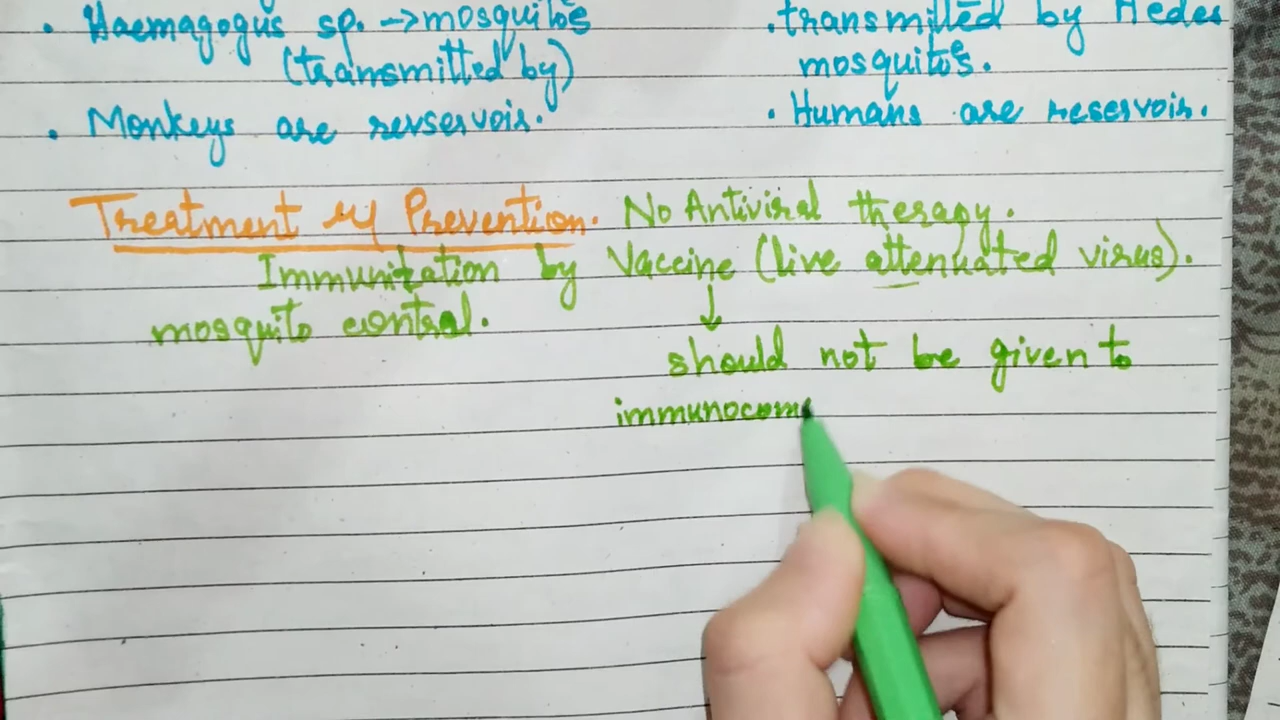 . Haemagogus sp. → mosquitoes
(transmitted by)
. Monkeys are revservoir.
. transmitted by Aedes
mosquitoes.
. Humans are reservoir.
Treatment & Prevention. No Antiviral therapy.
Immunization by Vaccine (live attenuated virus).
mosquito control.
↓
should not be given to
immunocom